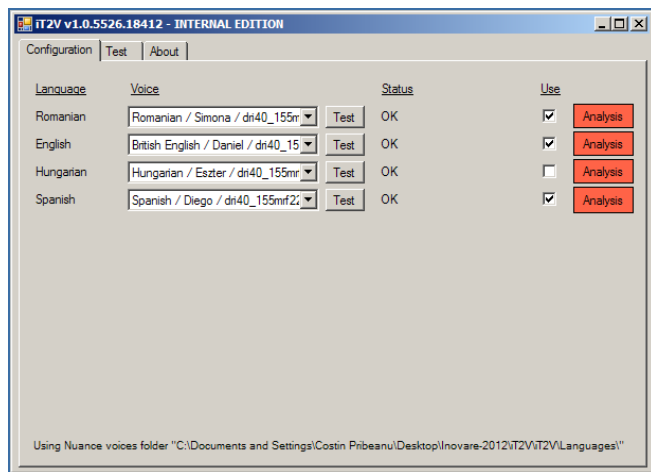 iT2V v1.0.5526.18412 - INTERNAL EDITION
Configuration Test About
Language Voice Status Use
Romanian Romanian / Simona / dri40_155m Test OK Analysis
English British English / Daniel / dri40_15 Test OK Analysis
Hungarian Hungarian / Eszter / dri40_155mr Test OK Analysis
Spanish Spanish / Diego / dri40_155mrf22 Test OK Analysis
Using Nuance voices folder "C:\Documents and Settings\Costin Pribeanu\Desktop\Inovare-2012\iT2V\iT2V\Languages\"